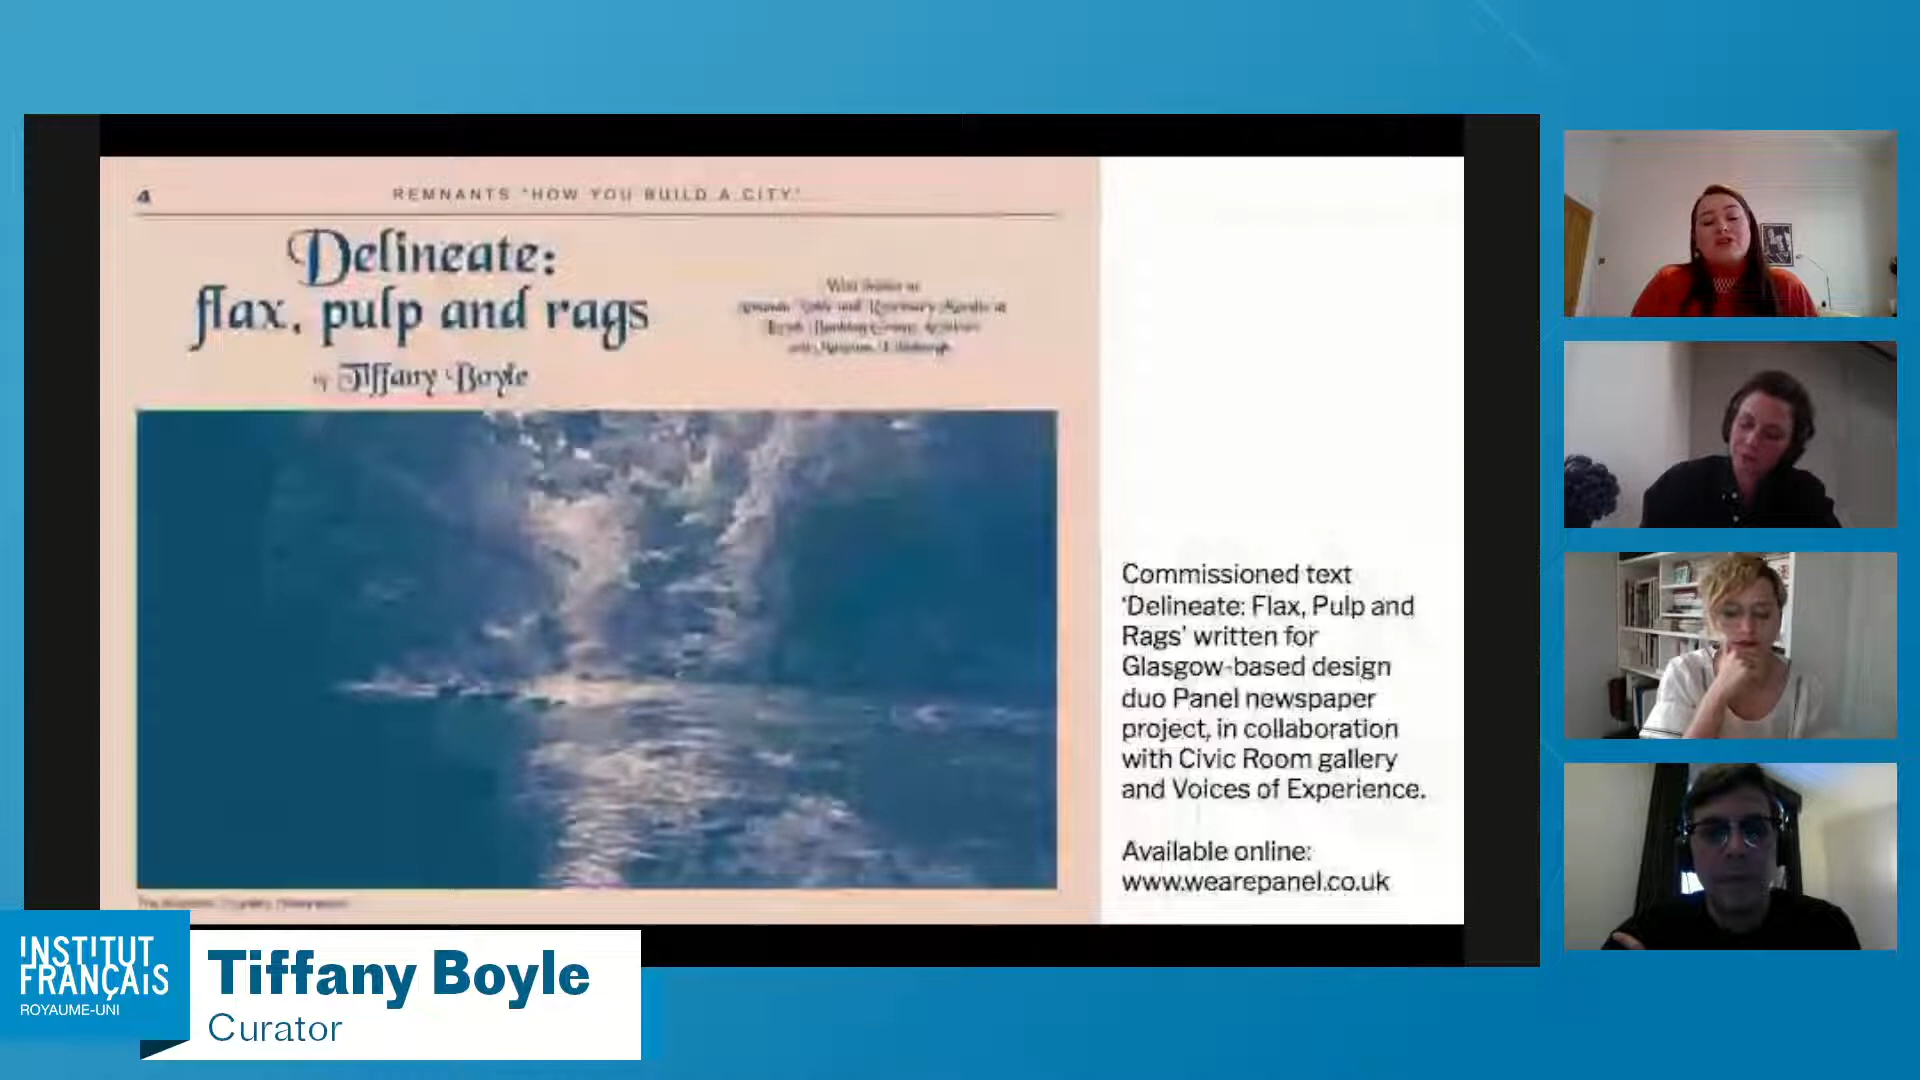 4
REMNANTS "HOW YOU BUILD A CITY"
Delineate:
flax, pulp and rags
by Tiffany Boyle
Commissioned text
‘Delineate: Flax, Pulp and
Rags’ written for
Glasgow-based design
duo Panel newspaper
project, in collaboration
with Civic Room gallery
and Voices of Experience.
Available online:
www.wearepanel.co.uk
INSTITUT
FRANÇAIS
ROYAUME-UNI
Tiffany Boyle
Curator